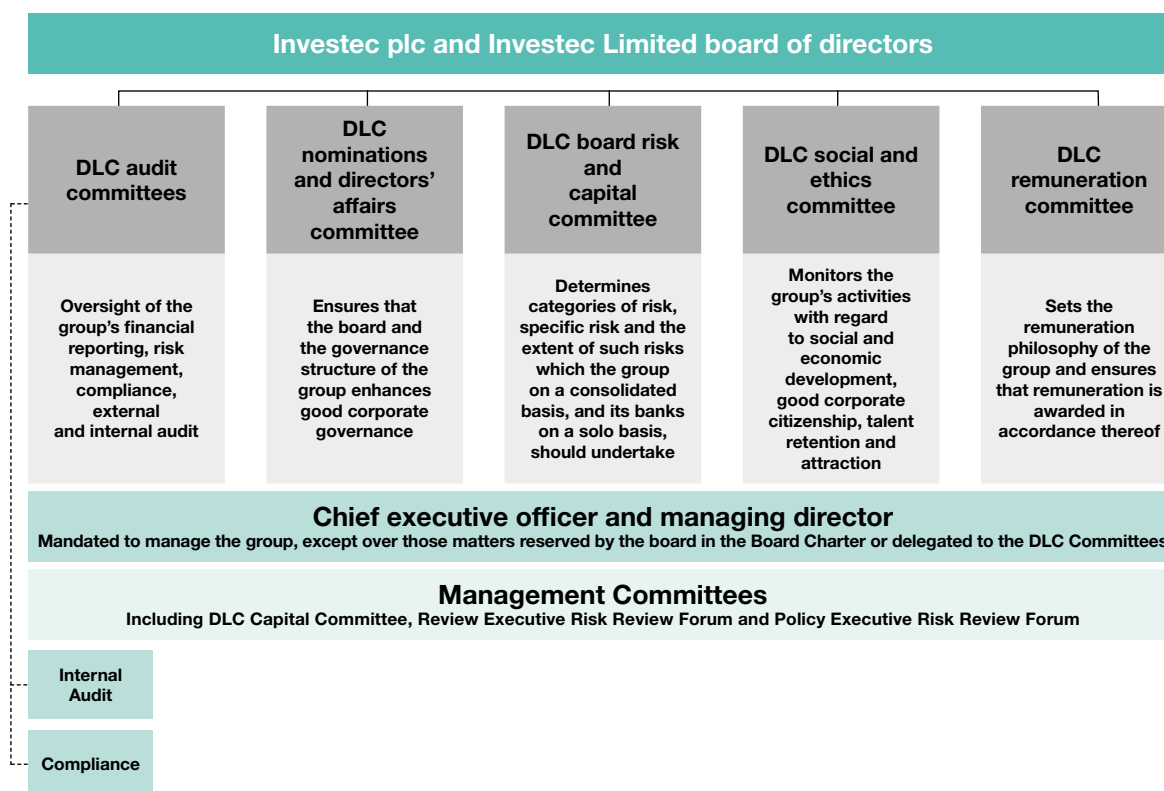 Investec plc and Investec Limited board of directors
DLC audit
committees
DLC
nominations
and directors’
affairs
committee
DLC board risk
and
capital
committee
DLC social and
ethics
committee
DLC
remuneration
committee
Oversight of the
group’s financial
reporting, risk
management,
compliance,
external
and internal audit
Ensures that
the board and
the governance
structure of the
group enhances
good corporate
governance
Determines
categories of risk,
specific risk and the
extent of such risks
which the group
on a consolidated
basis, and its banks
on a solo basis,
should undertake
Monitors the
group’s activities
with regard
to social and
economic
development,
good corporate
citizenship, talent
retention and
attraction
Sets the
remuneration
philosophy of the
group and ensures
that remuneration is
awarded in
accordance thereof
Chief executive officer and managing director
Mandated to manage the group, except over those matters reserved by the board in the Board Charter or delegated to the DLC Committees
Management Committees
Including DLC Capital Committee, Review Executive Risk Review Forum and Policy Executive Risk Review Forum
Internal
Audit
Compliance